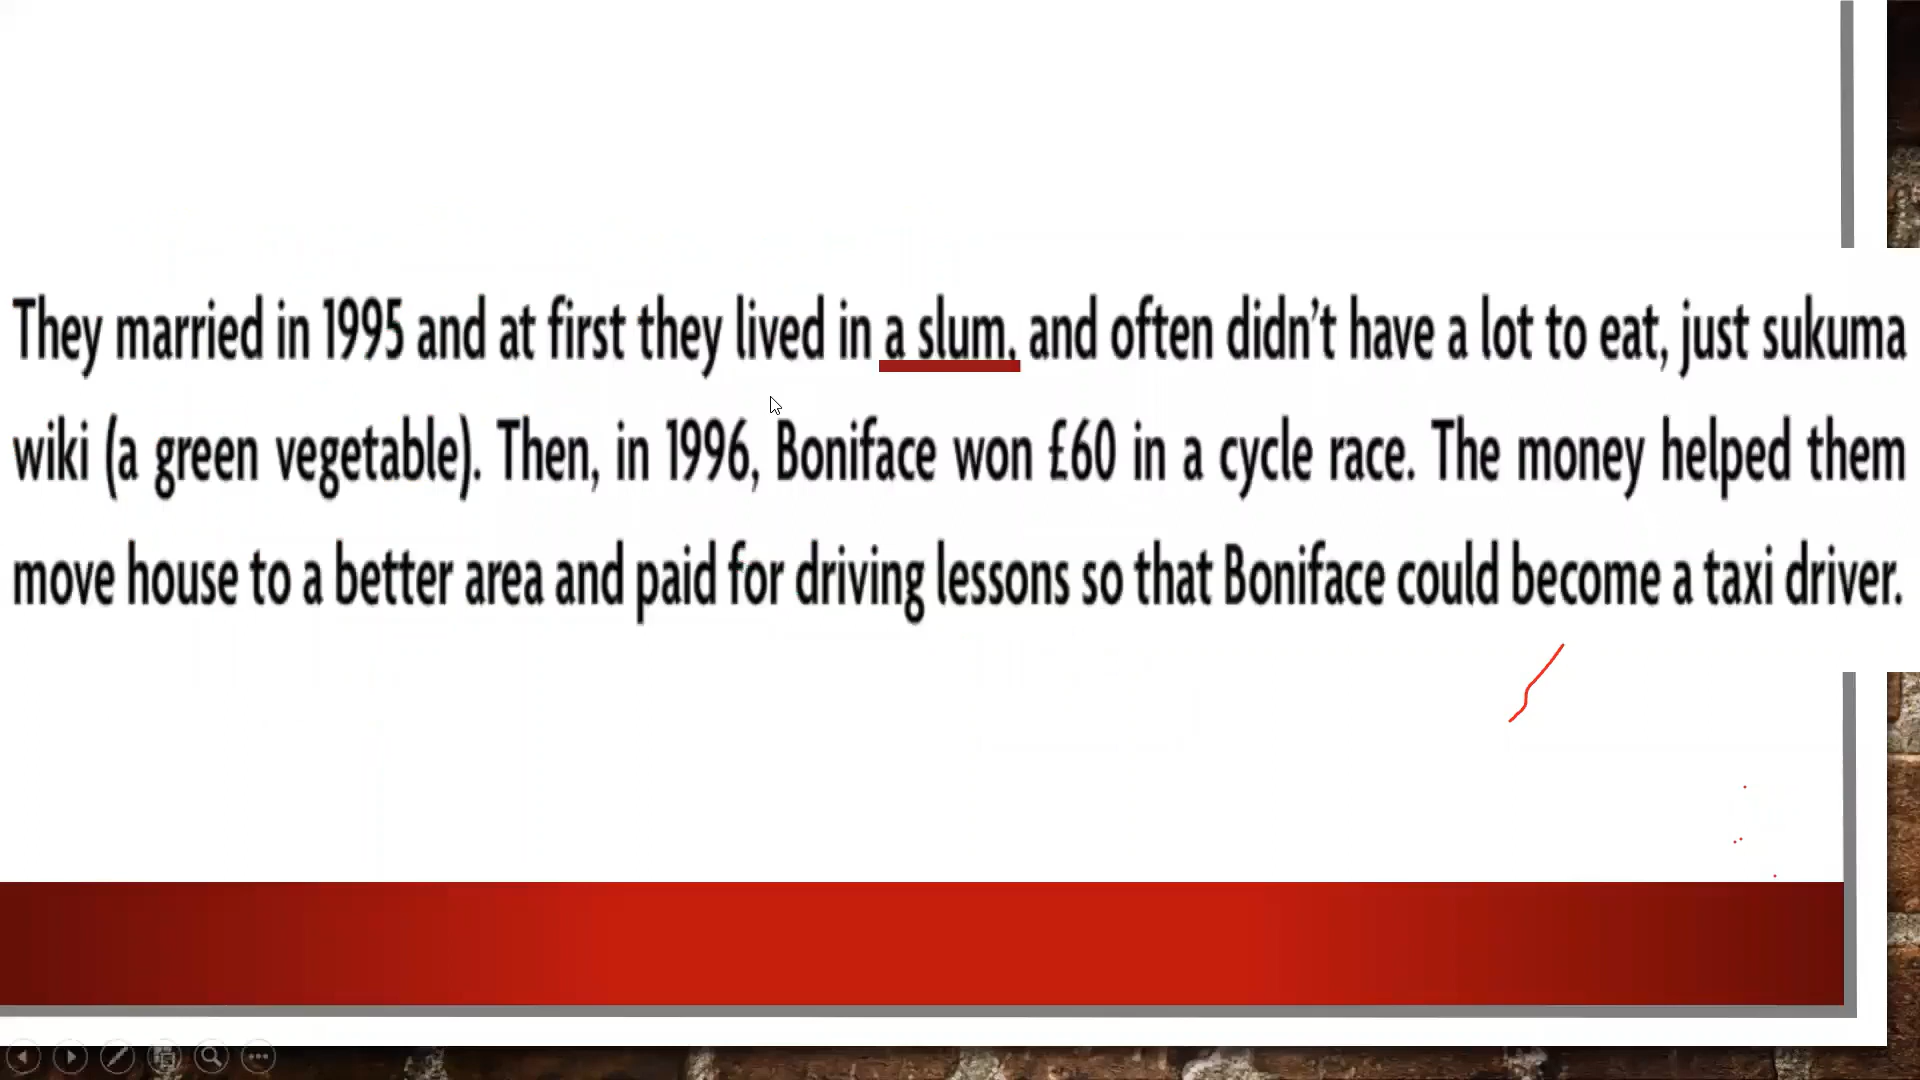 They married in 1995 and at first they lived in a slum, and often didn't have a lot to eat, just sukuma
wiki (a green vegetable). Then, in 1996, Boniface won £60 in a cycle race. The money helped them
move house to a better area and paid for driving lessons so that Boniface could become a taxi driver.